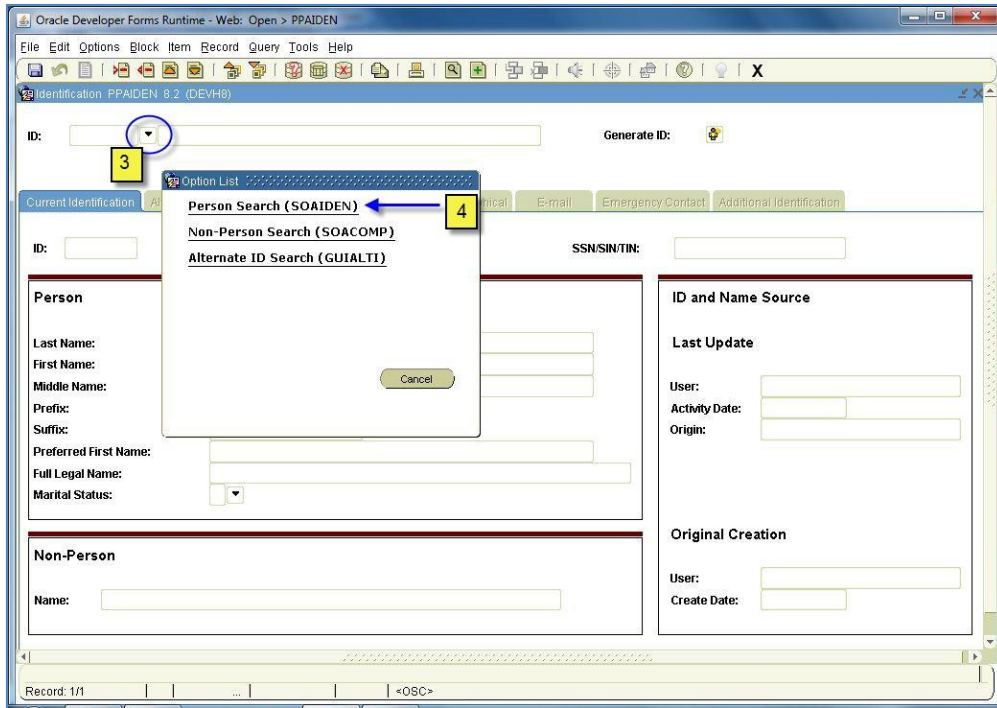 Oracle Developer Forms Runtime - Web: Open > PPAIDEN
File Edit Options Block Item Record Query Tools Help
X
Identification PPAIDEN 8.2 (DEVH8)
ID:
Generate ID:
3
Option List
Person Search (SOAIDEN)
4
Non-Person Search (SOACOMP)
Alternate ID Search (GUIALTI)
Cancel
Current Identification E-mail Emergency Contact Additional Identification
ID:
SSN/SIN/TIN:
Person
Last Name:
First Name:
Middle Name:
Prefix:
Suffix:
Preferred First Name:
Full Legal Name:
Marital Status:
ID and Name Source
Last Update
User:
Activity Date:
Origin:
Original Creation
User:
Create Date:
Non-Person
Name:
Record: 1/1 ... <OSC>